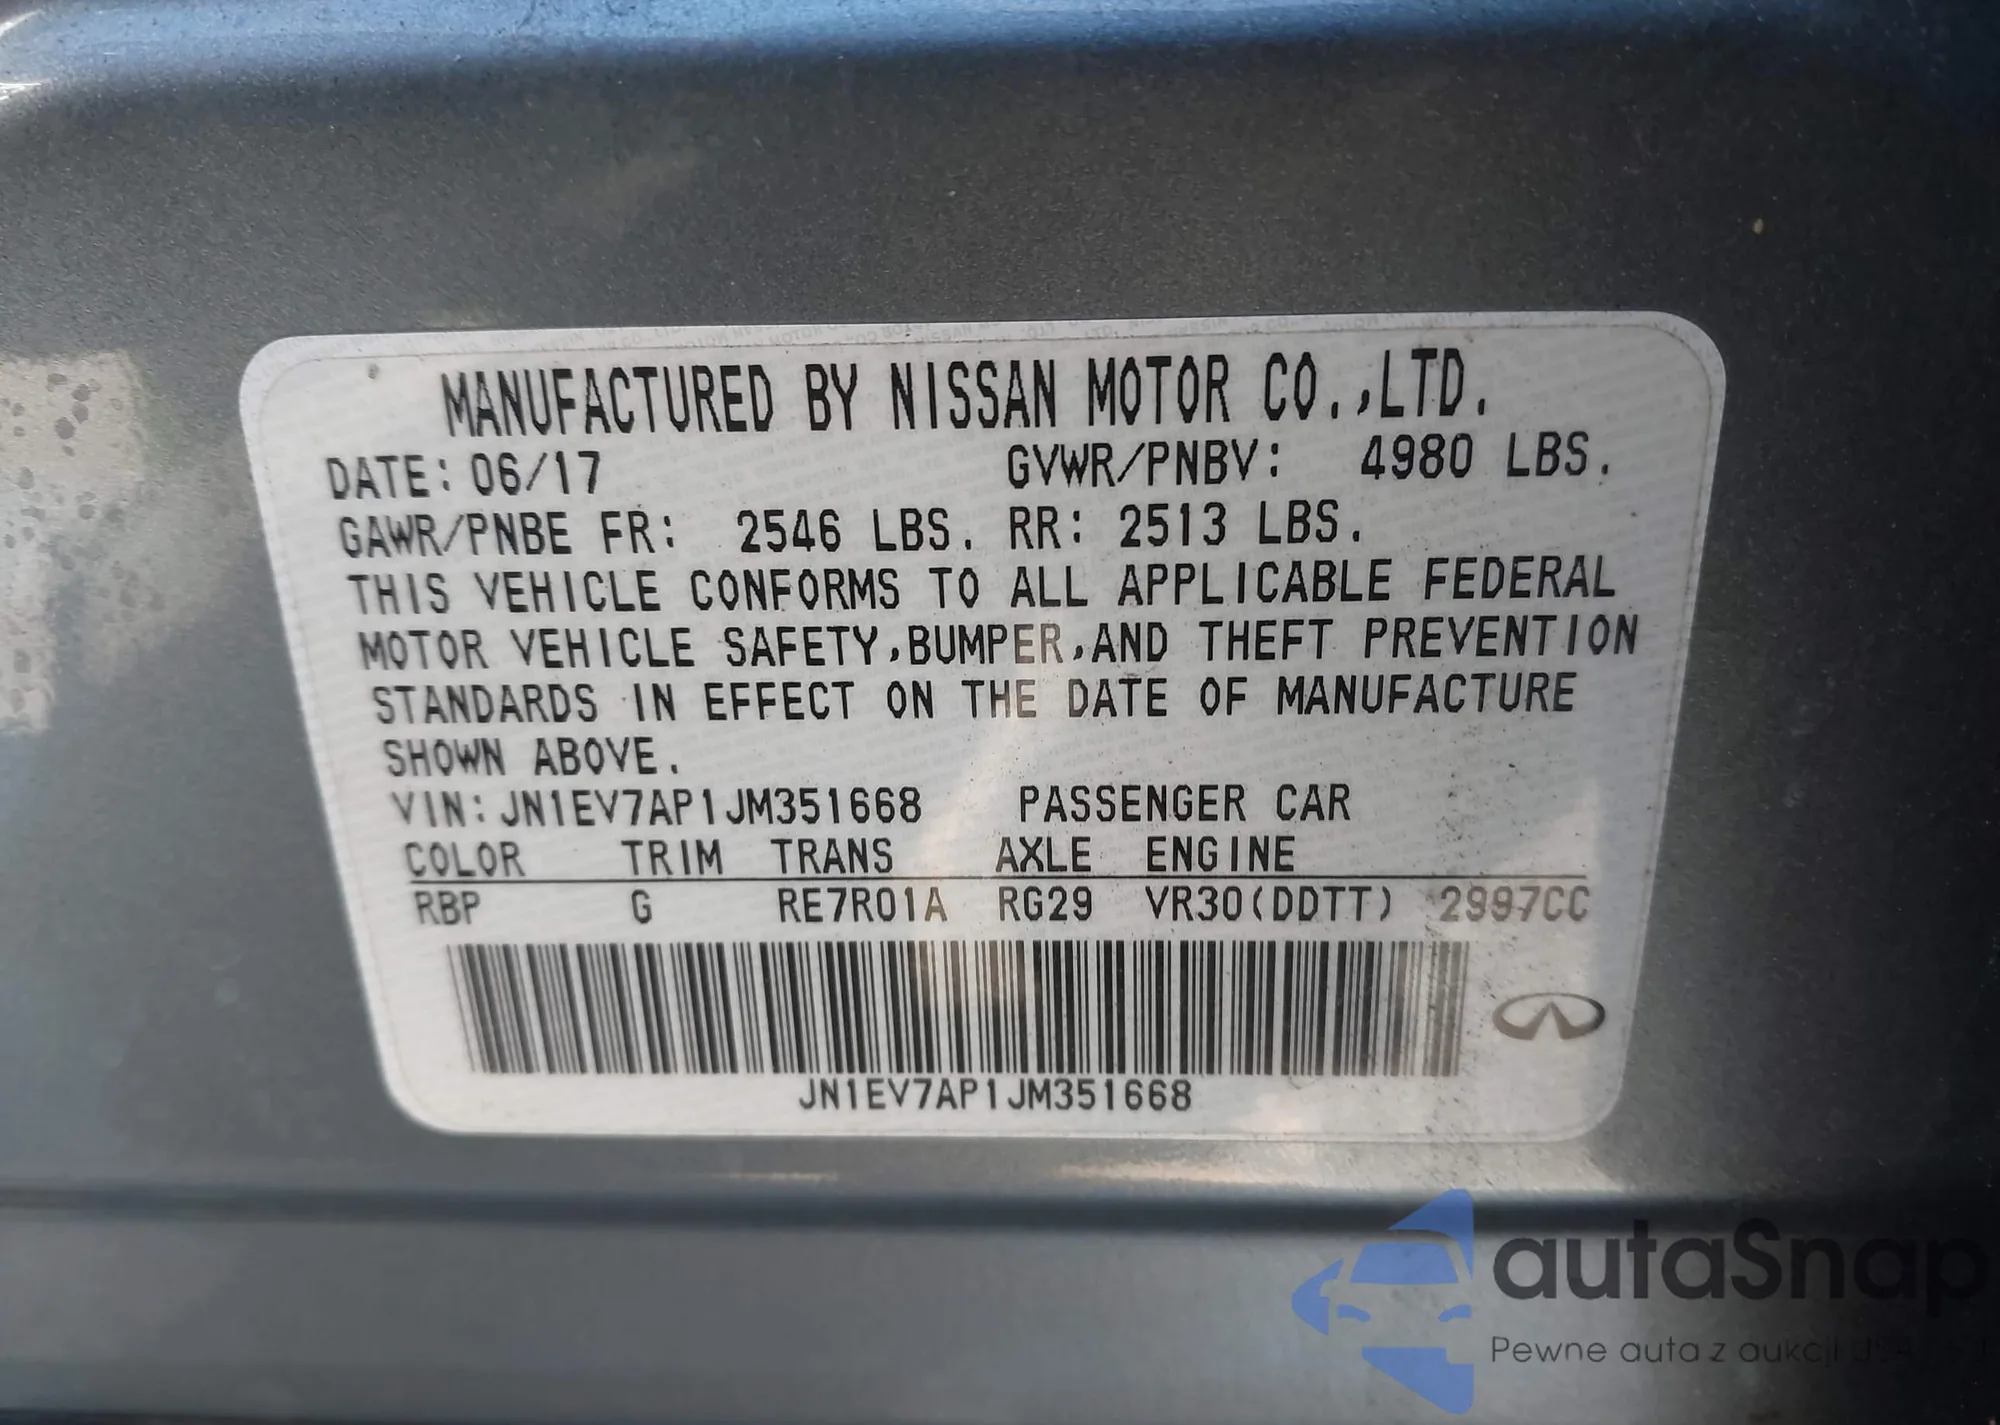 MANUFACTURED BY NISSAN MOTOR CO.,LTD.
DATE: 06/17 GVWR/PNBV: 4980 LBS.
GAWR/PNBE FR: 2546 LBS. RR: 2513 LBS.
THIS VEHICLE CONFORMS TO ALL APPLICABLE FEDERAL
MOTOR VEHICLE SAFETY,BUMPER,AND THEFT PREVENTION
STANDARDS IN EFFECT ON THE DATE OF MANUFACTURE
SHOWN ABOVE.
VIN:JN1EV7AP1JM351668 PASSENGER CAR
COLOR TRIM TRANS AXLE ENGINE
RBP G RE7R01A RG29 VR30(DDTT) 2997CC
JN1EV7AP1JM351668
autaSnap
Pewne auta z aukcji